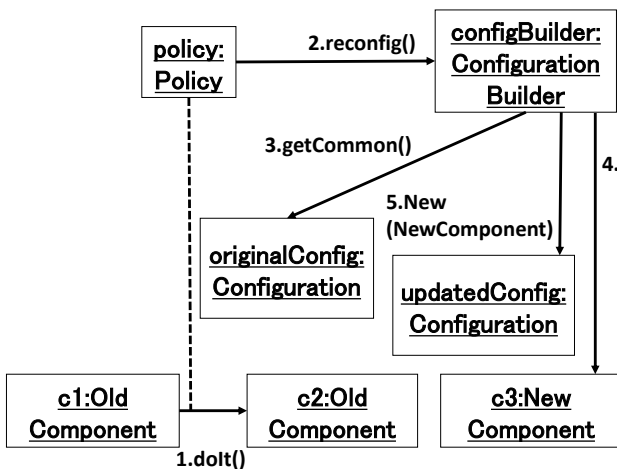 policy:
Policy
2.reconfig()
configBuilder:
Configuration
Builder
3.getCommon()
4.
5.New
(NewComponent)
originalConfig:
Configuration
updatedConfig:
Configuration
c1:Old
Component
c2:Old
Component
c3:New
Component
1.doIt()